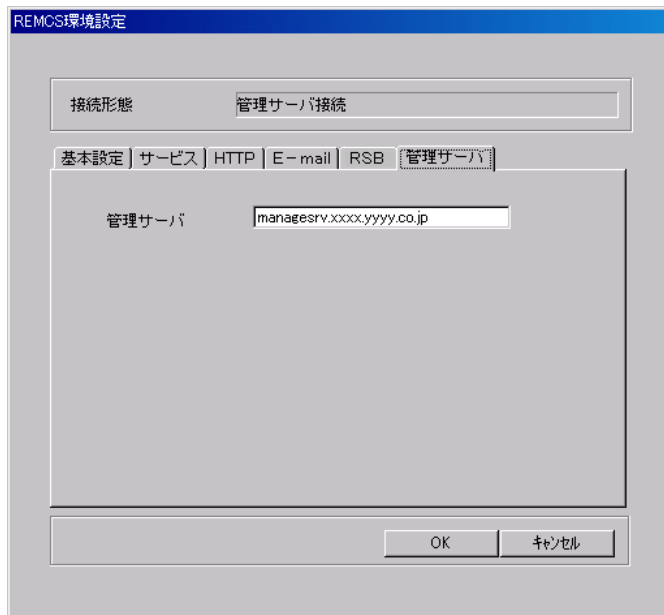 REMCS環境設定
接続形態 管理サーバ接続
基本設定 サービス HTTP E－mail RSB 管理サーバ
管理サーバ managesrv.xxxx.yyyy.co.jp
OK ｷｬﾝｾﾙ